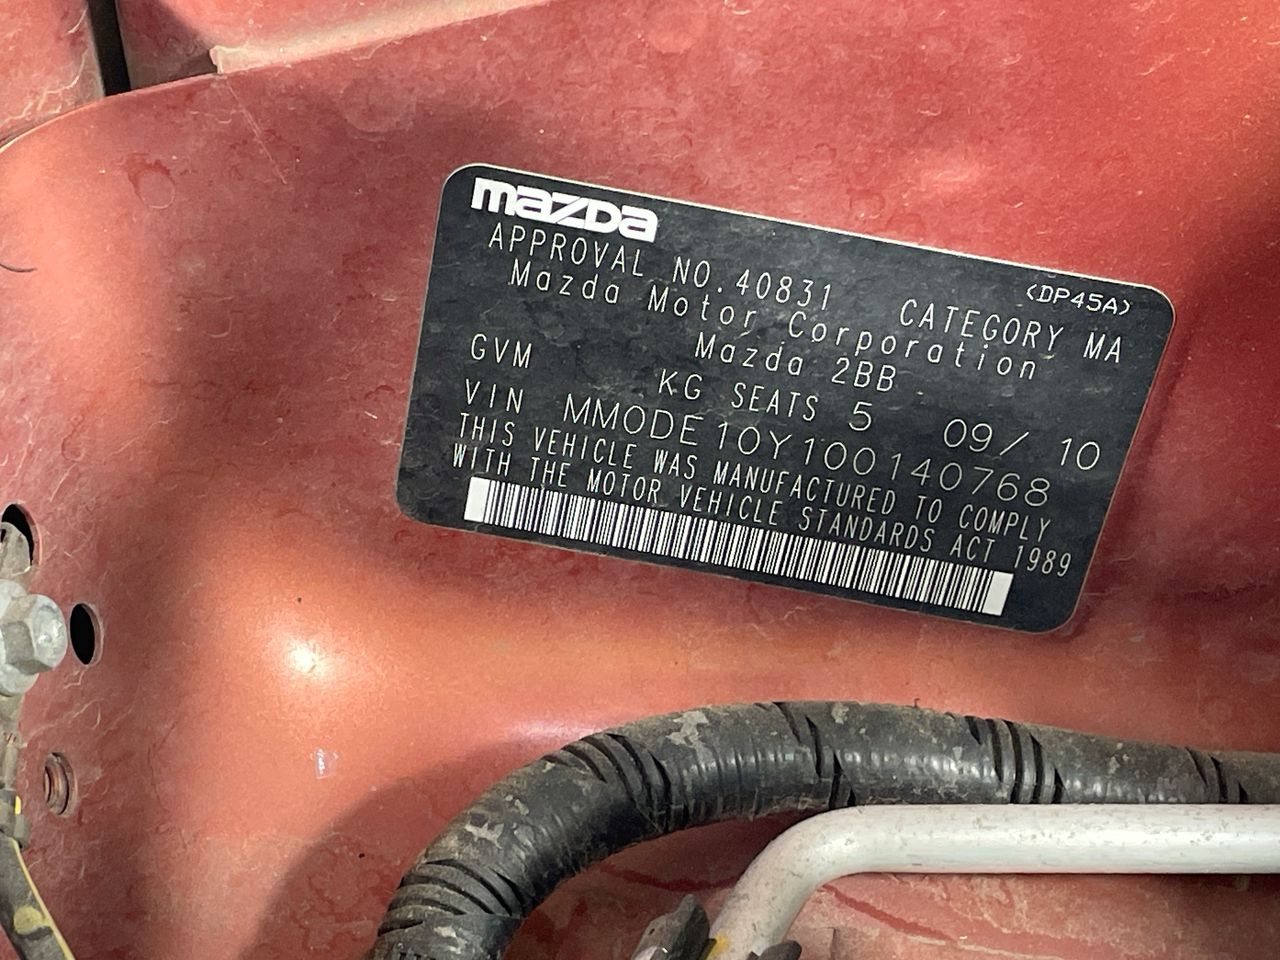 mazda
(DP45A)
APPROVAL NO.40831 CATEGORY MA
Mazda Motor Corporation
Mazda 2BB
GVM KG SEATS 5 09/ 10
VIN MM0DE10Y100140768
THIS VEHICLE WAS MANUFACTURED TO COMPLY
WITH THE MOTOR VEHICLE STANDARDS ACT 1989